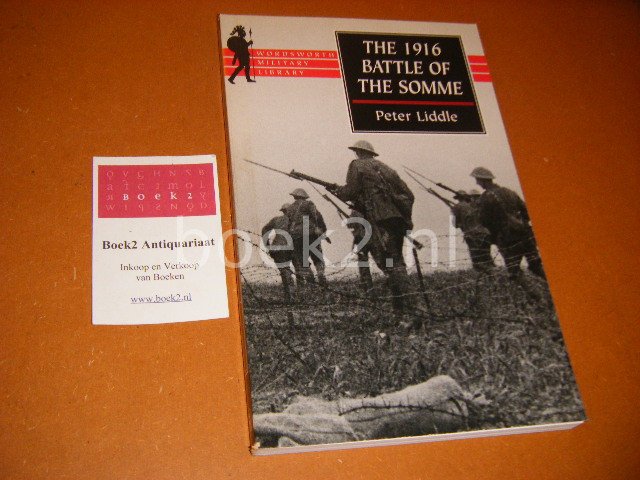 WORDSWORTH
MILITARY
LIBRARY
THE 1916
BATTLE OF
THE SOMME
Peter Liddle
BOEK2
Boek2 Antiquariaat
Inkoop en Verkoop
van Boeken
www.boek2.nl
boek2.nl